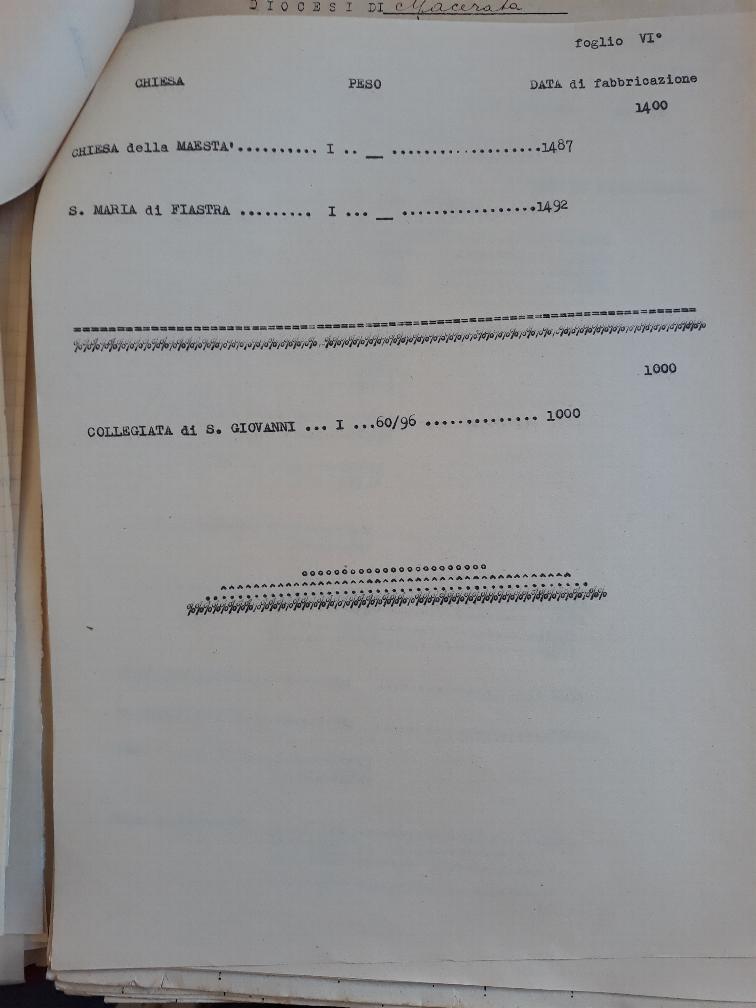 DIOCESI DI Macerata
foglio VI°
CHIESA PESO DATA di fabbricazione
1400
CHIESA della MAESTA'.......... I .. __ ....................1487
S. MARIA di FIASTRA ......... I ... __ ..................1492
1000
COLLEGIATA di S. GIOVANNI ... I ...60/96 .............. 1000